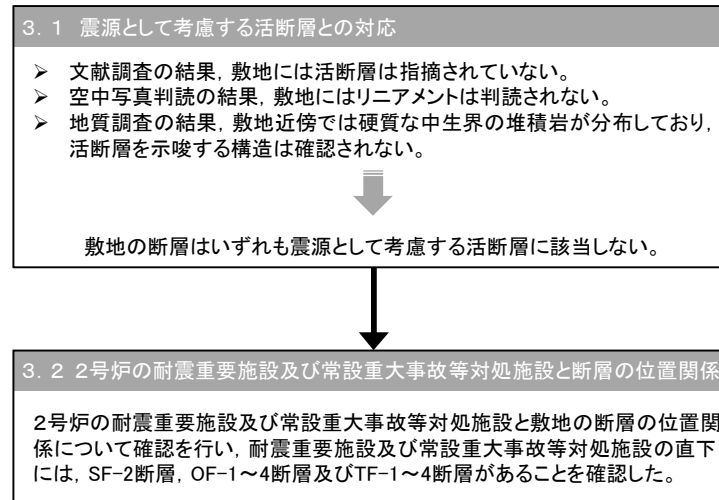 3.1 震源として考慮する活断層との対応
➢ 文献調査の結果，敷地には活断層は指摘されていない。
➢ 空中写真判読の結果，敷地にはリニアメントは判読されない。
➢ 地質調査の結果，敷地近傍では硬質な中生界の堆積岩が分布しており，
活断層を示唆する構造は確認されない。
敷地の断層はいずれも震源として考慮する活断層に該当しない。
3.2 2号炉の耐震重要施設及び常設重大事故等対処施設と断層の位置関係
2号炉の耐震重要施設及び常設重大事故等対処施設と敷地の断層の位置関
係について確認を行い，耐震重要施設及び常設重大事故等対処施設の直下
には，SF-2断層，OF-1～4断層及びTF-1～4断層があることを確認した。